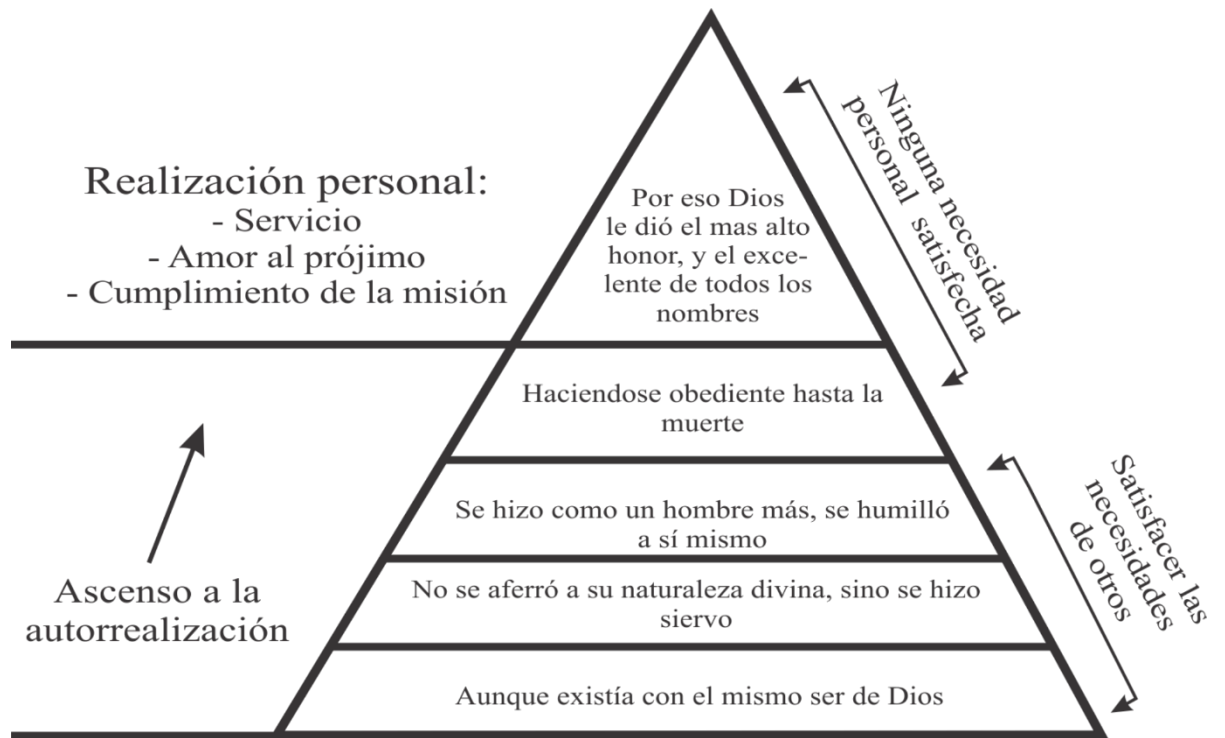 Realización personal:
- Servicio
- Amor al prójimo
- Cumplimiento de la misión
Ascenso a la
autorrealización
Por eso Dios
le dió el mas alto
honor, y el exce-
lente de todos los
nombres
Haciendose obediente hasta la
muerte
Se hizo como un hombre más, se humilló
a sí mismo
No se aferró a su naturaleza divina, sino se hizo
siervo
Aunque existía con el mismo ser de Dios
Ninguna necesidad
personal satisfecha
Satisfacer las
necesidades
de otros